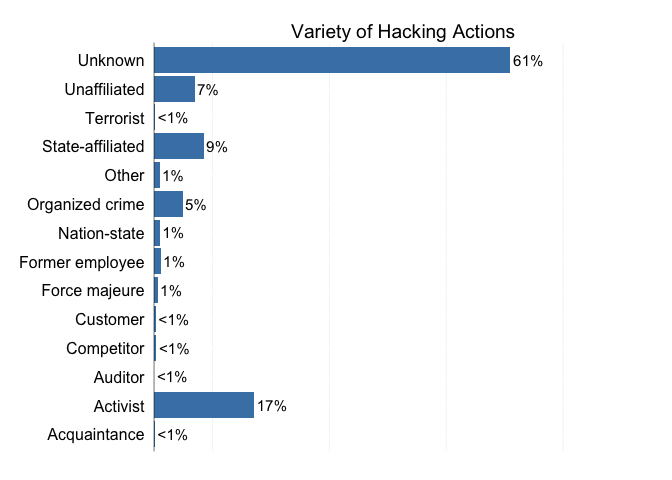 Variety of Hacking Actions
Unknown 61%
Unaffiliated 7%
Terrorist <1%
State-affiliated 9%
Other 1%
Organized crime 5%
Nation-state 1%
Former employee 1%
Force majeure 1%
Customer <1%
Competitor <1%
Auditor <1%
Activist 17%
Acquaintance <1%